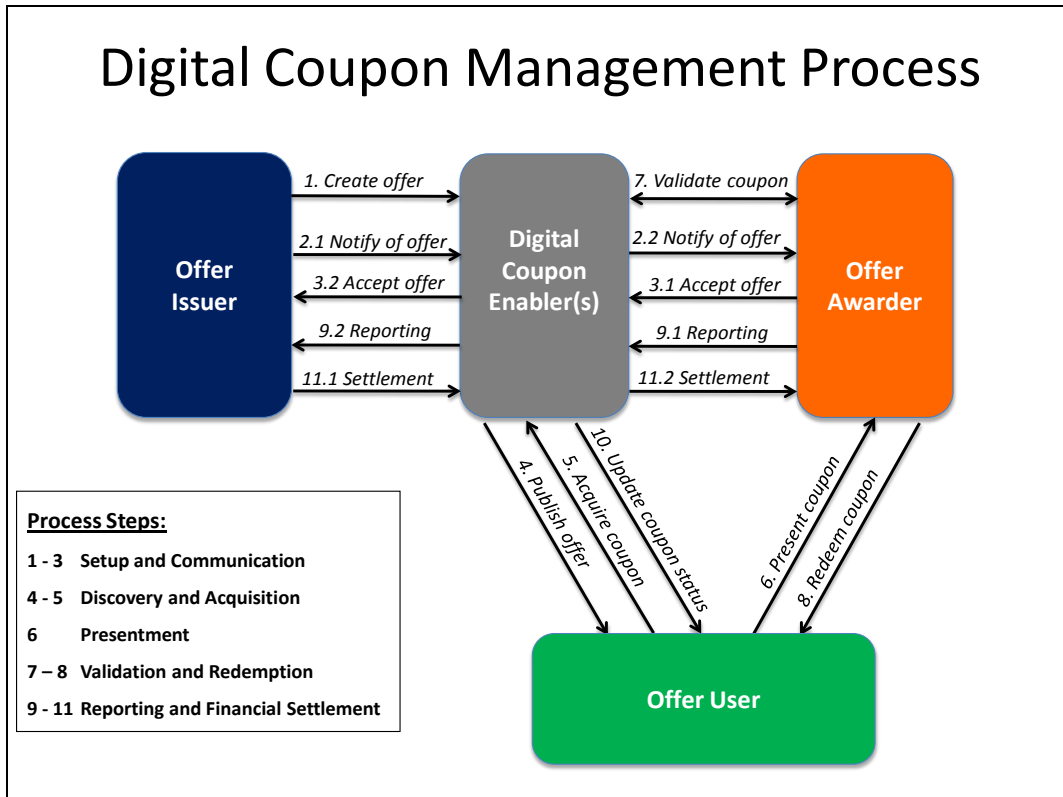 Digital Coupon Management Process
Offer
Issuer
1. Create offer
2.1 Notify of offer
3.2 Accept offer
9.2 Reporting
11.1 Settlement
Digital
Coupon
Enabler(s)
7. Validate coupon
2.2 Notify of offer
3.1 Accept offer
9.1 Reporting
11.2 Settlement
Offer
Awarder
4. Publish offer
5. Acquire coupon
10. Update coupon status
6. Present coupon
8. Redeem coupon
Process Steps:
1 - 3 Setup and Communication
4 - 5 Discovery and Acquisition
6 Presentment
7 – 8 Validation and Redemption
9 - 11 Reporting and Financial Settlement
Offer User